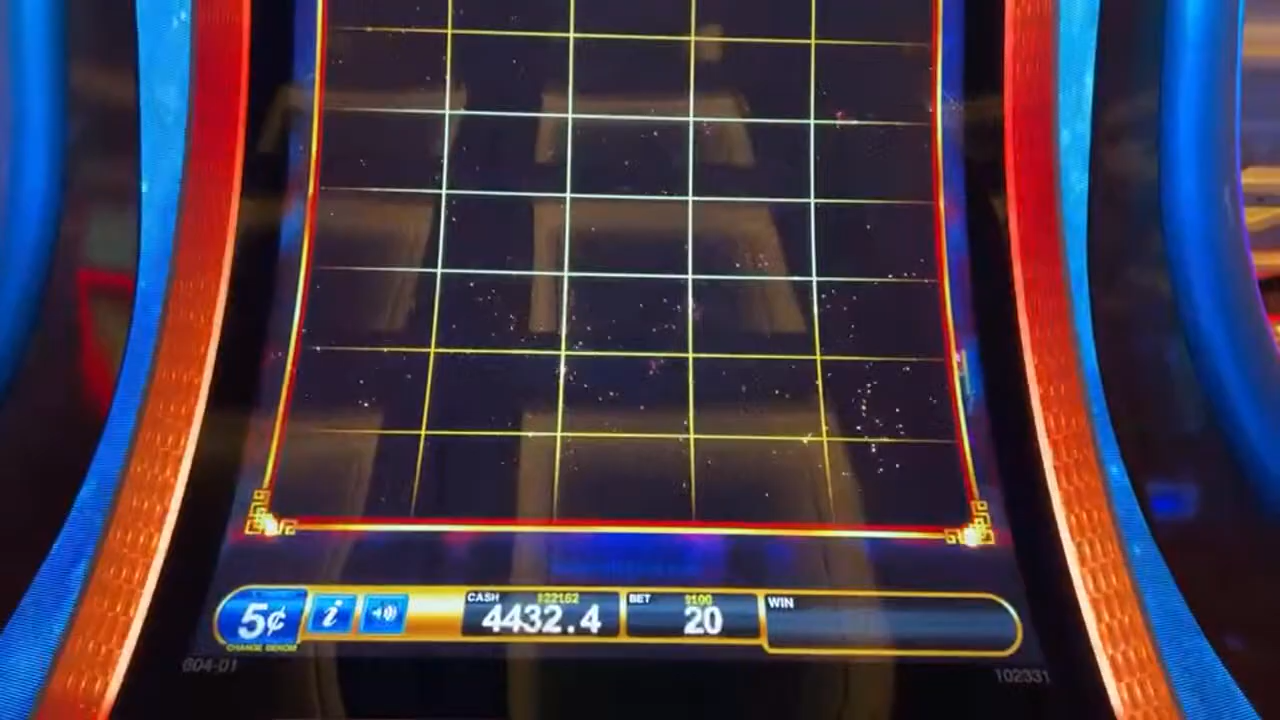 CASH $221.62 BET $1.00 WIN
5¢ i 4432.4 20
CHANGE DENOM
604-01 102331